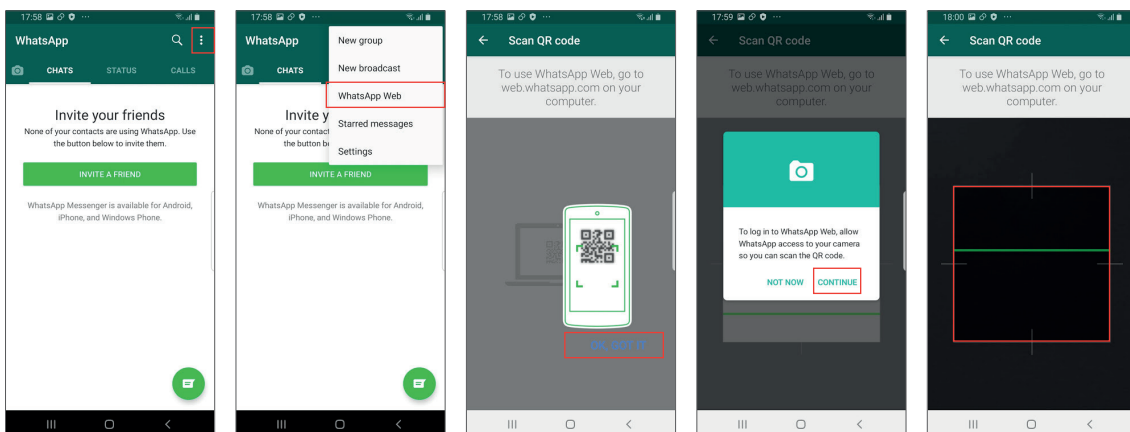 17:58
WhatsApp
CHATS STATUS CALLS
Invite your friends
None of your contacts are using WhatsApp. Use
the button below to invite them.
INVITE A FRIEND
WhatsApp Messenger is available for Android,
iPhone, and Windows Phone.
17:58
WhatsApp
New group
New broadcast
WhatsApp Web
Starred messages
Settings
CHATS
Invite y
None of your contact
the button be
INVITE A FRIEND
WhatsApp Messenger is available for Android,
iPhone, and Windows Phone.
17:58
Scan QR code
To use WhatsApp Web, go to
web.whatsapp.com on your
computer.
OK, GOT IT
17:59
Scan QR code
To use WhatsApp Web, go to
web.whatsapp.com on your
computer.
To log in to WhatsApp Web, allow
WhatsApp access to your camera
so you can scan the QR code.
NOT NOW CONTINUE
18:00
Scan QR code
To use WhatsApp Web, go to
web.whatsapp.com on your
computer.